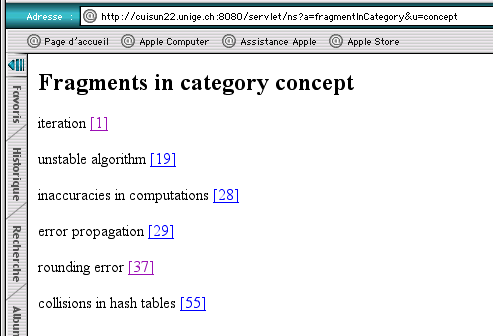 Adresse : http://cuisun22.unige.ch:8080/servlet/ns?a=fragmentInCategory&u=concept
Page d'accueil Apple Computer Assistance Apple Apple Store
Favoris
Historique
Recherche
Fragments in category concept
iteration [1]
unstable algorithm [19]
inaccuracies in computations [28]
error propagation [29]
rounding error [37]
collisions in hash tables [55]